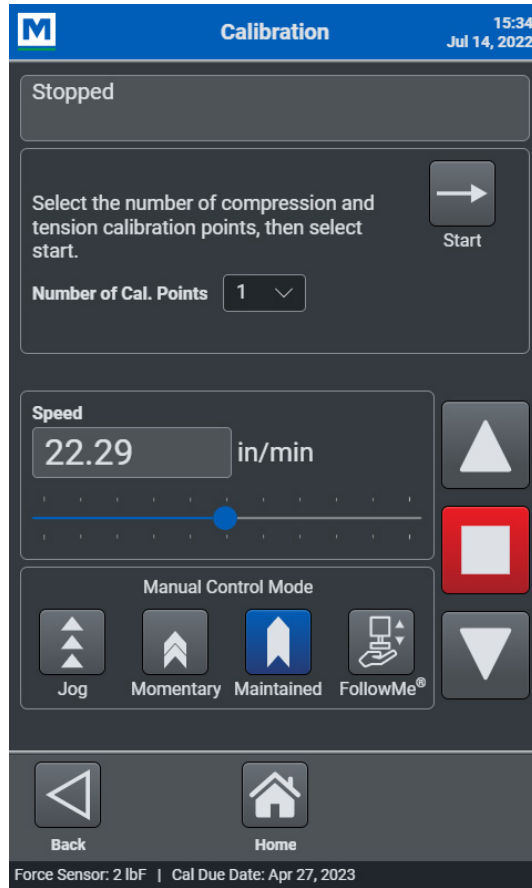 M
Calibration
15:34
Jul 14, 2022
Stopped
Select the number of compression and
tension calibration points, then select
start.
Start
Number of Cal. Points 1
Speed
22.29 in/min
Manual Control Mode
Jog Momentary Maintained FollowMe®
Back Home
Force Sensor: 2 lbF | Cal Due Date: Apr 27, 2023